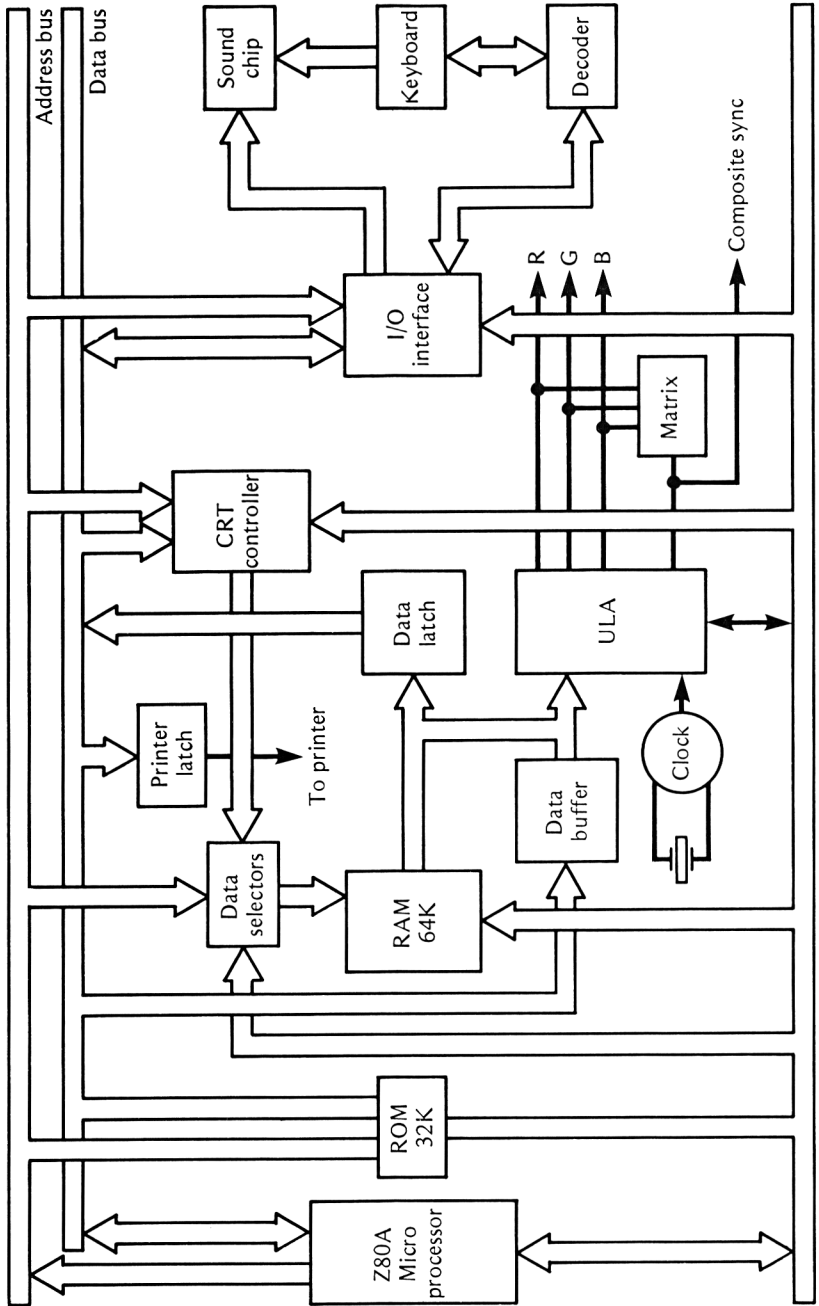 Address bus
Data bus
Sound
chip
Keyboard
Decoder
I/O
interface
R
G
B
Composite sync
CRT
controller
Matrix
Data
latch
ULA
Printer
latch
To printer
Clock
Data
selectors
Data
buffer
RAM
64K
ROM
32K
Z80A
Micro
processor